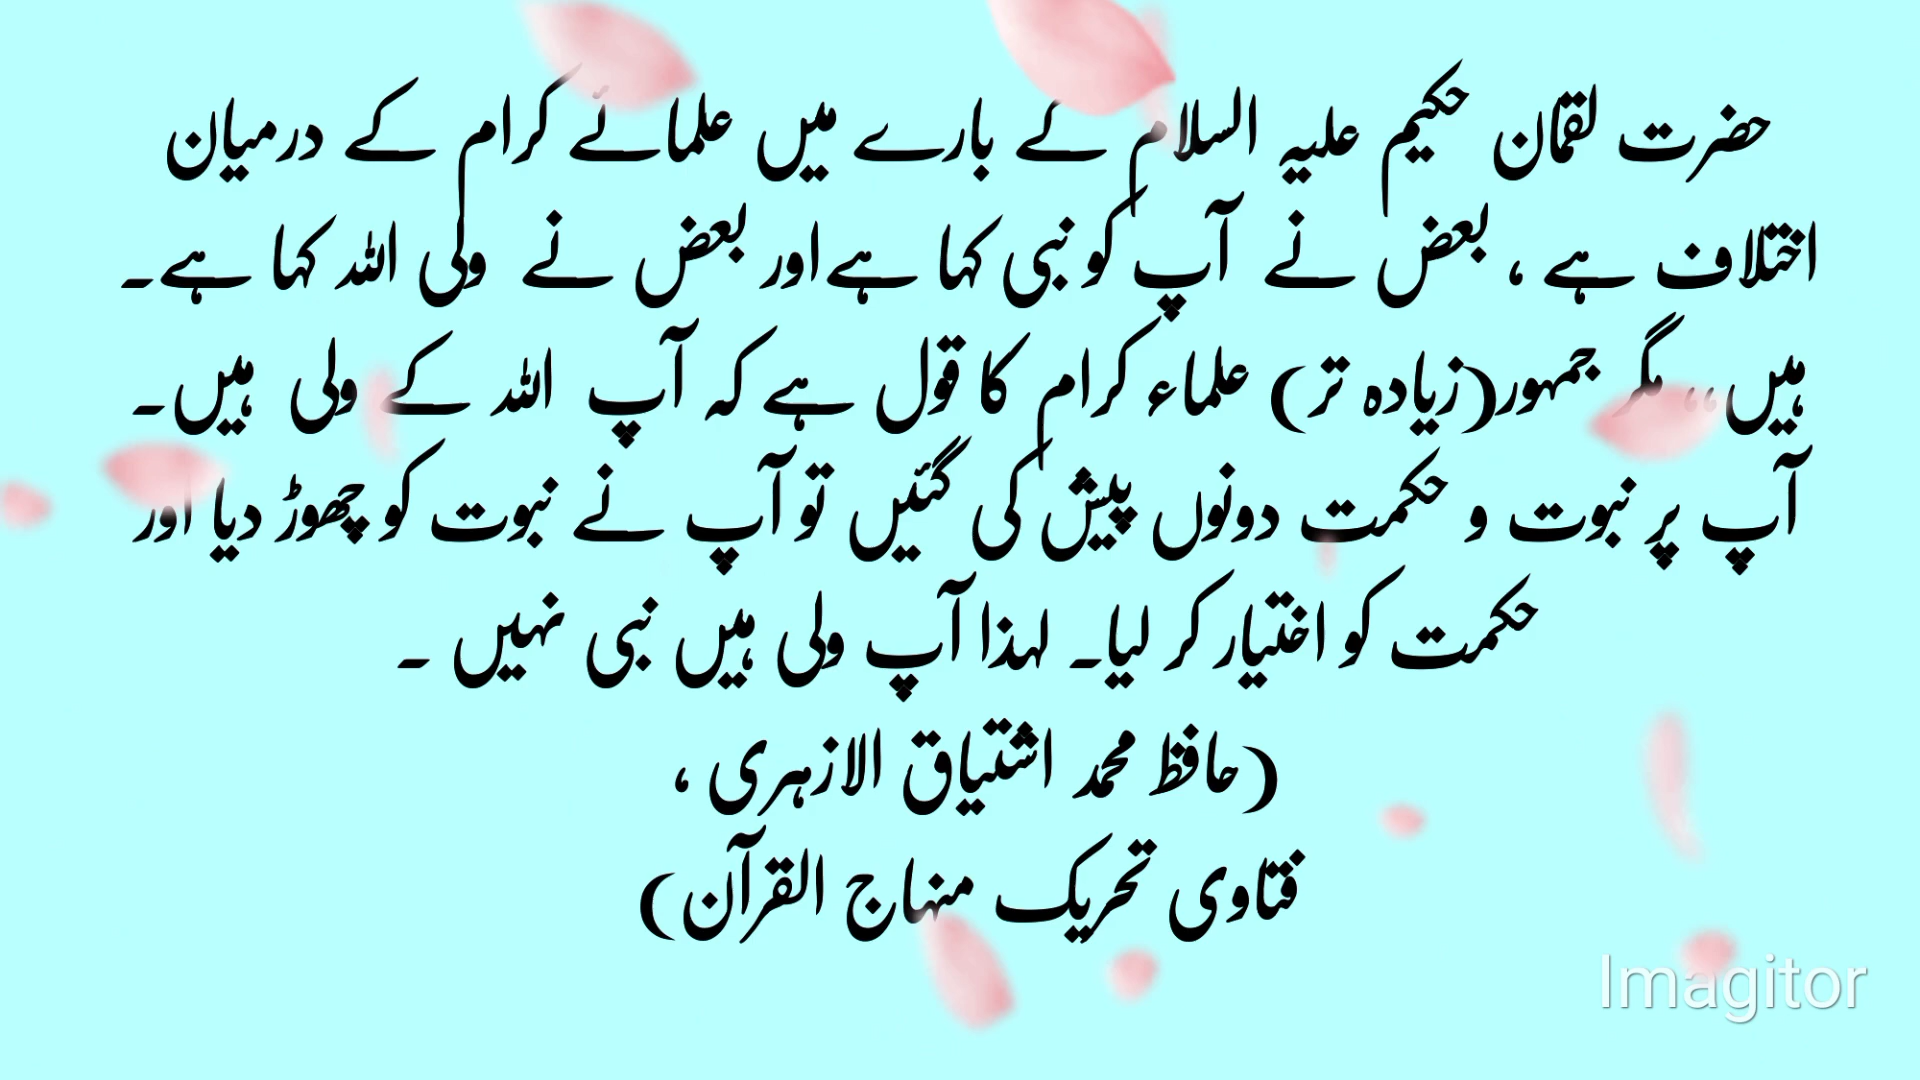 حضرت لقمان حکیم علیہ السلام کے بارے میں علمائے کرام کے درمیان
اختلاف ہے ، بعض نے آپ کو نبی کہا ہے اور بعض نے ولی اللہ کہا ہے۔
ہیں،، مگر جمہور(زیادہ تر) علماء کرام کا قول ہے کہ آپ اللہ کے ولی ہیں۔
آپ پر نبوت و حکمت دونوں پیش کی گئیں تو آپ نے نبوت کو چھوڑ دیا اور
حکمت کو اختیار کر لیا۔ لہذا آپ ولی ہیں نبی نہیں ۔
(حافظ محمد اشتیاق الازہری ،
فتاوی تحریک منہاج القرآن)
Imagitor